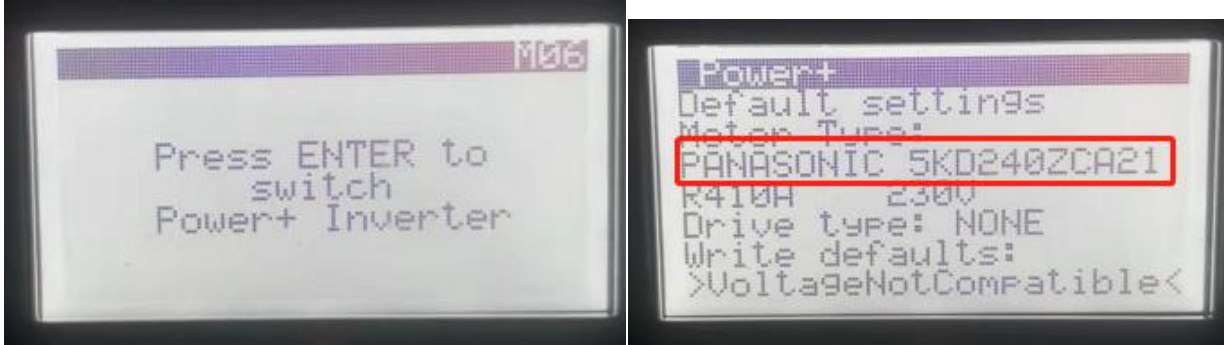 M06
Press ENTER to
switch
Power+ Inverter
Power+
Default settings
Motor Type:
PANASONIC 5KD240ZCA21
R410A 230V
Drive type: NONE
Write defaults:
>VoltageNotCompatible<